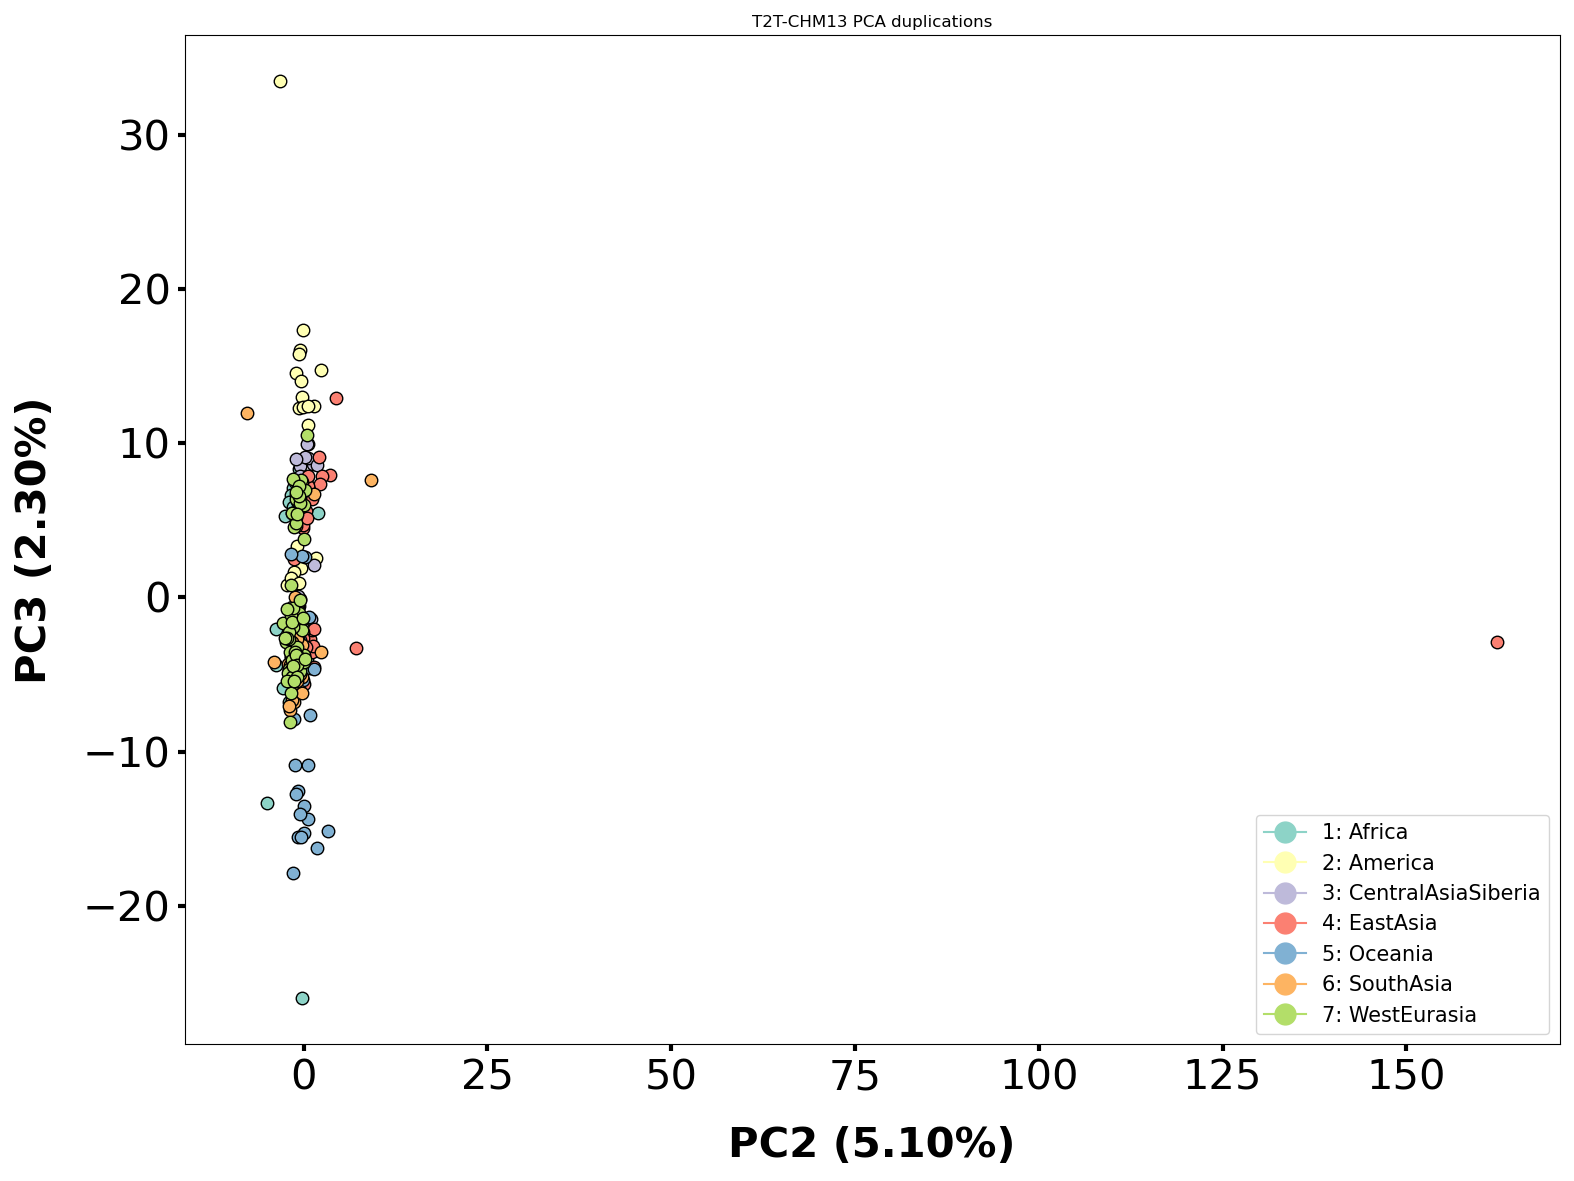 T2T-CHM13 PCA duplications
PC3 (2.30%)
30
20
10
0
−10
−20
0 25 50 75 100 125 150
PC2 (5.10%)
1: Africa
2: America
3: CentralAsiaSiberia
4: EastAsia
5: Oceania
6: SouthAsia
7: WestEurasia